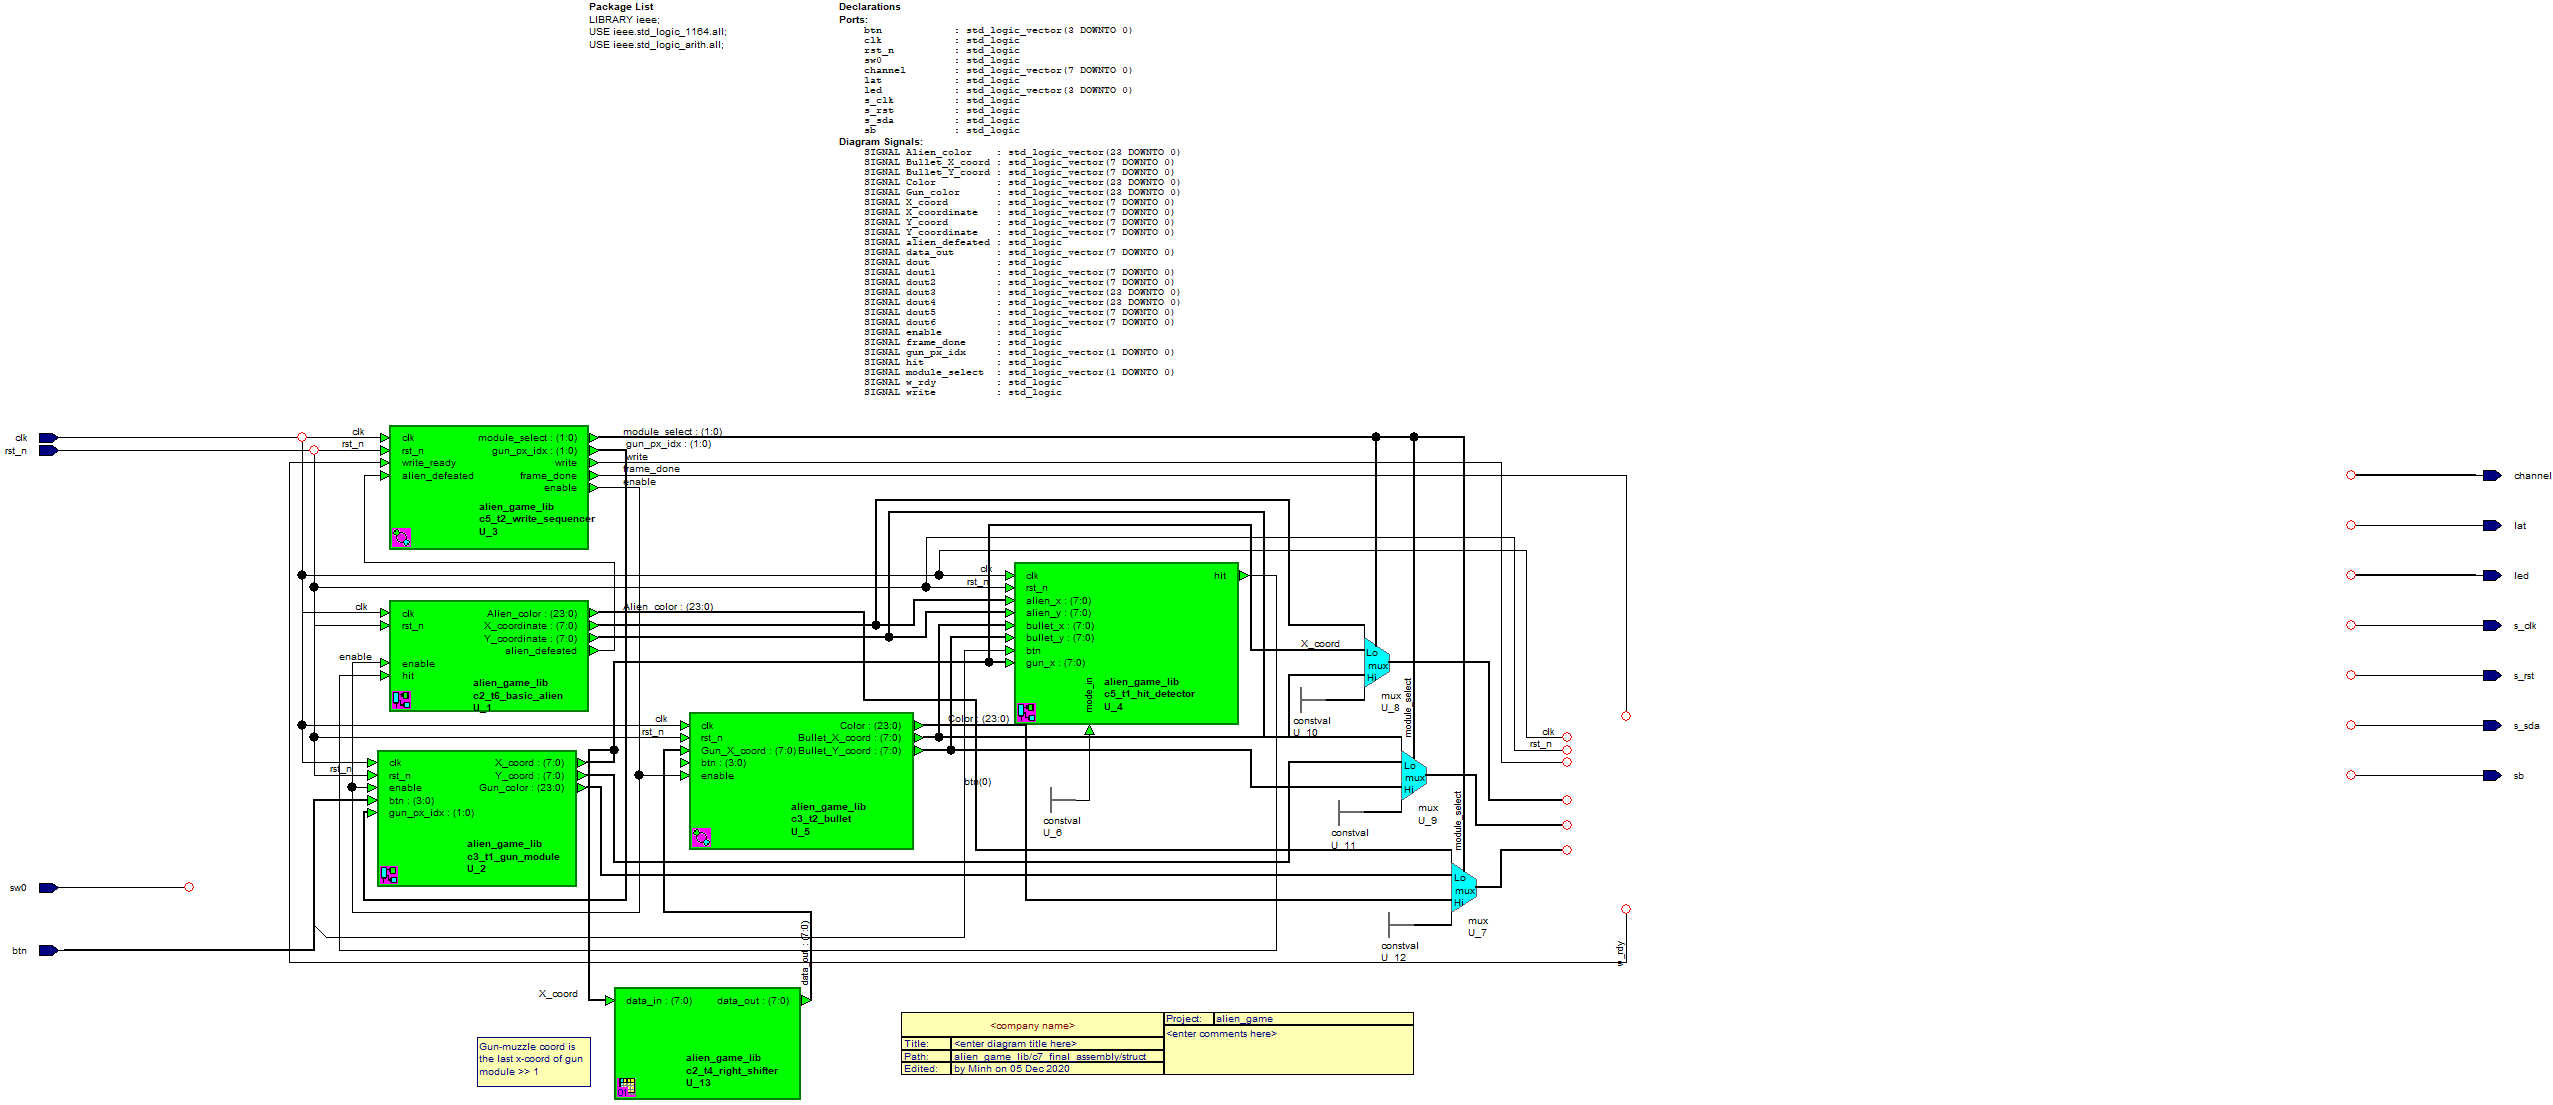 Package List
LIBRARY ieee;
USE ieee.std_logic_1164.all;
USE ieee.std_logic_arith.all;
Declarations
Ports:
btn : std_logic_vector(3 DOWNTO 0)
clk : std_logic
rst_n : std_logic
sw0 : std_logic
channel : std_logic_vector(7 DOWNTO 0)
lat : std_logic
led : std_logic_vector(3 DOWNTO 0)
s_clk : std_logic
s_rst : std_logic
s_sda : std_logic
sb : std_logic
Diagram Signals:
SIGNAL Alien_color : std_logic_vector(23 DOWNTO 0)
SIGNAL Bullet_X_coord : std_logic_vector(7 DOWNTO 0)
SIGNAL Bullet_Y_coord : std_logic_vector(7 DOWNTO 0)
SIGNAL Color : std_logic_vector(23 DOWNTO 0)
SIGNAL Gun_color : std_logic_vector(23 DOWNTO 0)
SIGNAL X_coord : std_logic_vector(7 DOWNTO 0)
SIGNAL X_coordinate : std_logic_vector(7 DOWNTO 0)
SIGNAL Y_coord : std_logic_vector(7 DOWNTO 0)
SIGNAL Y_coordinate : std_logic_vector(7 DOWNTO 0)
SIGNAL alien_defeated : std_logic
SIGNAL data_out : std_logic_vector(7 DOWNTO 0)
SIGNAL dout : std_logic
SIGNAL dout1 : std_logic_vector(7 DOWNTO 0)
SIGNAL dout2 : std_logic_vector(7 DOWNTO 0)
SIGNAL dout3 : std_logic_vector(23 DOWNTO 0)
SIGNAL dout4 : std_logic_vector(23 DOWNTO 0)
SIGNAL dout5 : std_logic_vector(7 DOWNTO 0)
SIGNAL dout6 : std_logic_vector(7 DOWNTO 0)
SIGNAL enable : std_logic
SIGNAL frame_done : std_logic
SIGNAL gun_px_idx : std_logic_vector(1 DOWNTO 0)
SIGNAL hit : std_logic
SIGNAL module_select : std_logic_vector(1 DOWNTO 0)
SIGNAL w_rdy : std_logic
SIGNAL write : std_logic
clk
rst_n
sw0
btn
clk
rst_n
clk
rst_n
write_ready
alien_defeated
module_select : (1:0)
gun_px_idx : (1:0)
write
frame_done
enable
alien_game_lib
c5_t2_write_sequencer
U_3
module_select : (1:0)
gun_px_idx : (1:0)
write
frame_done
enable
clk
enable
clk
rst_n
enable
hit
Alien_color : (23:0)
X_coordinate : (7:0)
Y_coordinate : (7:0)
alien_defeated
alien_game_lib
c2_t6_basic_alien
U_1
Alien_color : (23:0)
rst_n
clk
rst_n
enable
btn : (3:0)
gun_px_idx : (1:0)
X_coord : (7:0)
Y_coord : (7:0)
Gun_color : (23:0)
alien_game_lib
c3_t1_gun_module
U_2
clk
rst_n
clk
rst_n
Gun_X_coord : (7:0)
btn : (3:0)
enable
Color : (23:0)
Bullet_X_coord : (7:0)
Bullet_Y_coord : (7:0)
alien_game_lib
c3_t2_bullet
U_5
Color : (23:0)
btn(0)
clk
rst_n
clk
rst_n
alien_x : (7:0)
alien_y : (7:0)
bullet_x : (7:0)
bullet_y : (7:0)
btn
gun_x : (7:0)
hit
mode_in
alien_game_lib
c5_t1_hit_detector
U_4
constval
U_6
X_coord
Lo
mux
Hi
mux
U_8
constval
U_10
module_select
Lo
mux
Hi
mux
U_9
constval
U_11
module_select
Lo
mux
Hi
mux
U_7
constval
U_12
clk
rst_n
X_coord
data_in : (7:0)
data_out : (7:0)
alien_game_lib
c2_t4_right_shifter
U_13
data_out : (7:0)
Gun-muzzle coord is
the last x-coord of gun
module >> 1
<company name>
Title: <enter diagram title here>
Path: alien_game_lib/c7_final_assembly/struct
Edited: by Minh on 05 Dec 2020
Project: alien_game
<enter comments here>
channel
lat
led
s_clk
s_rst
s_sda
sb